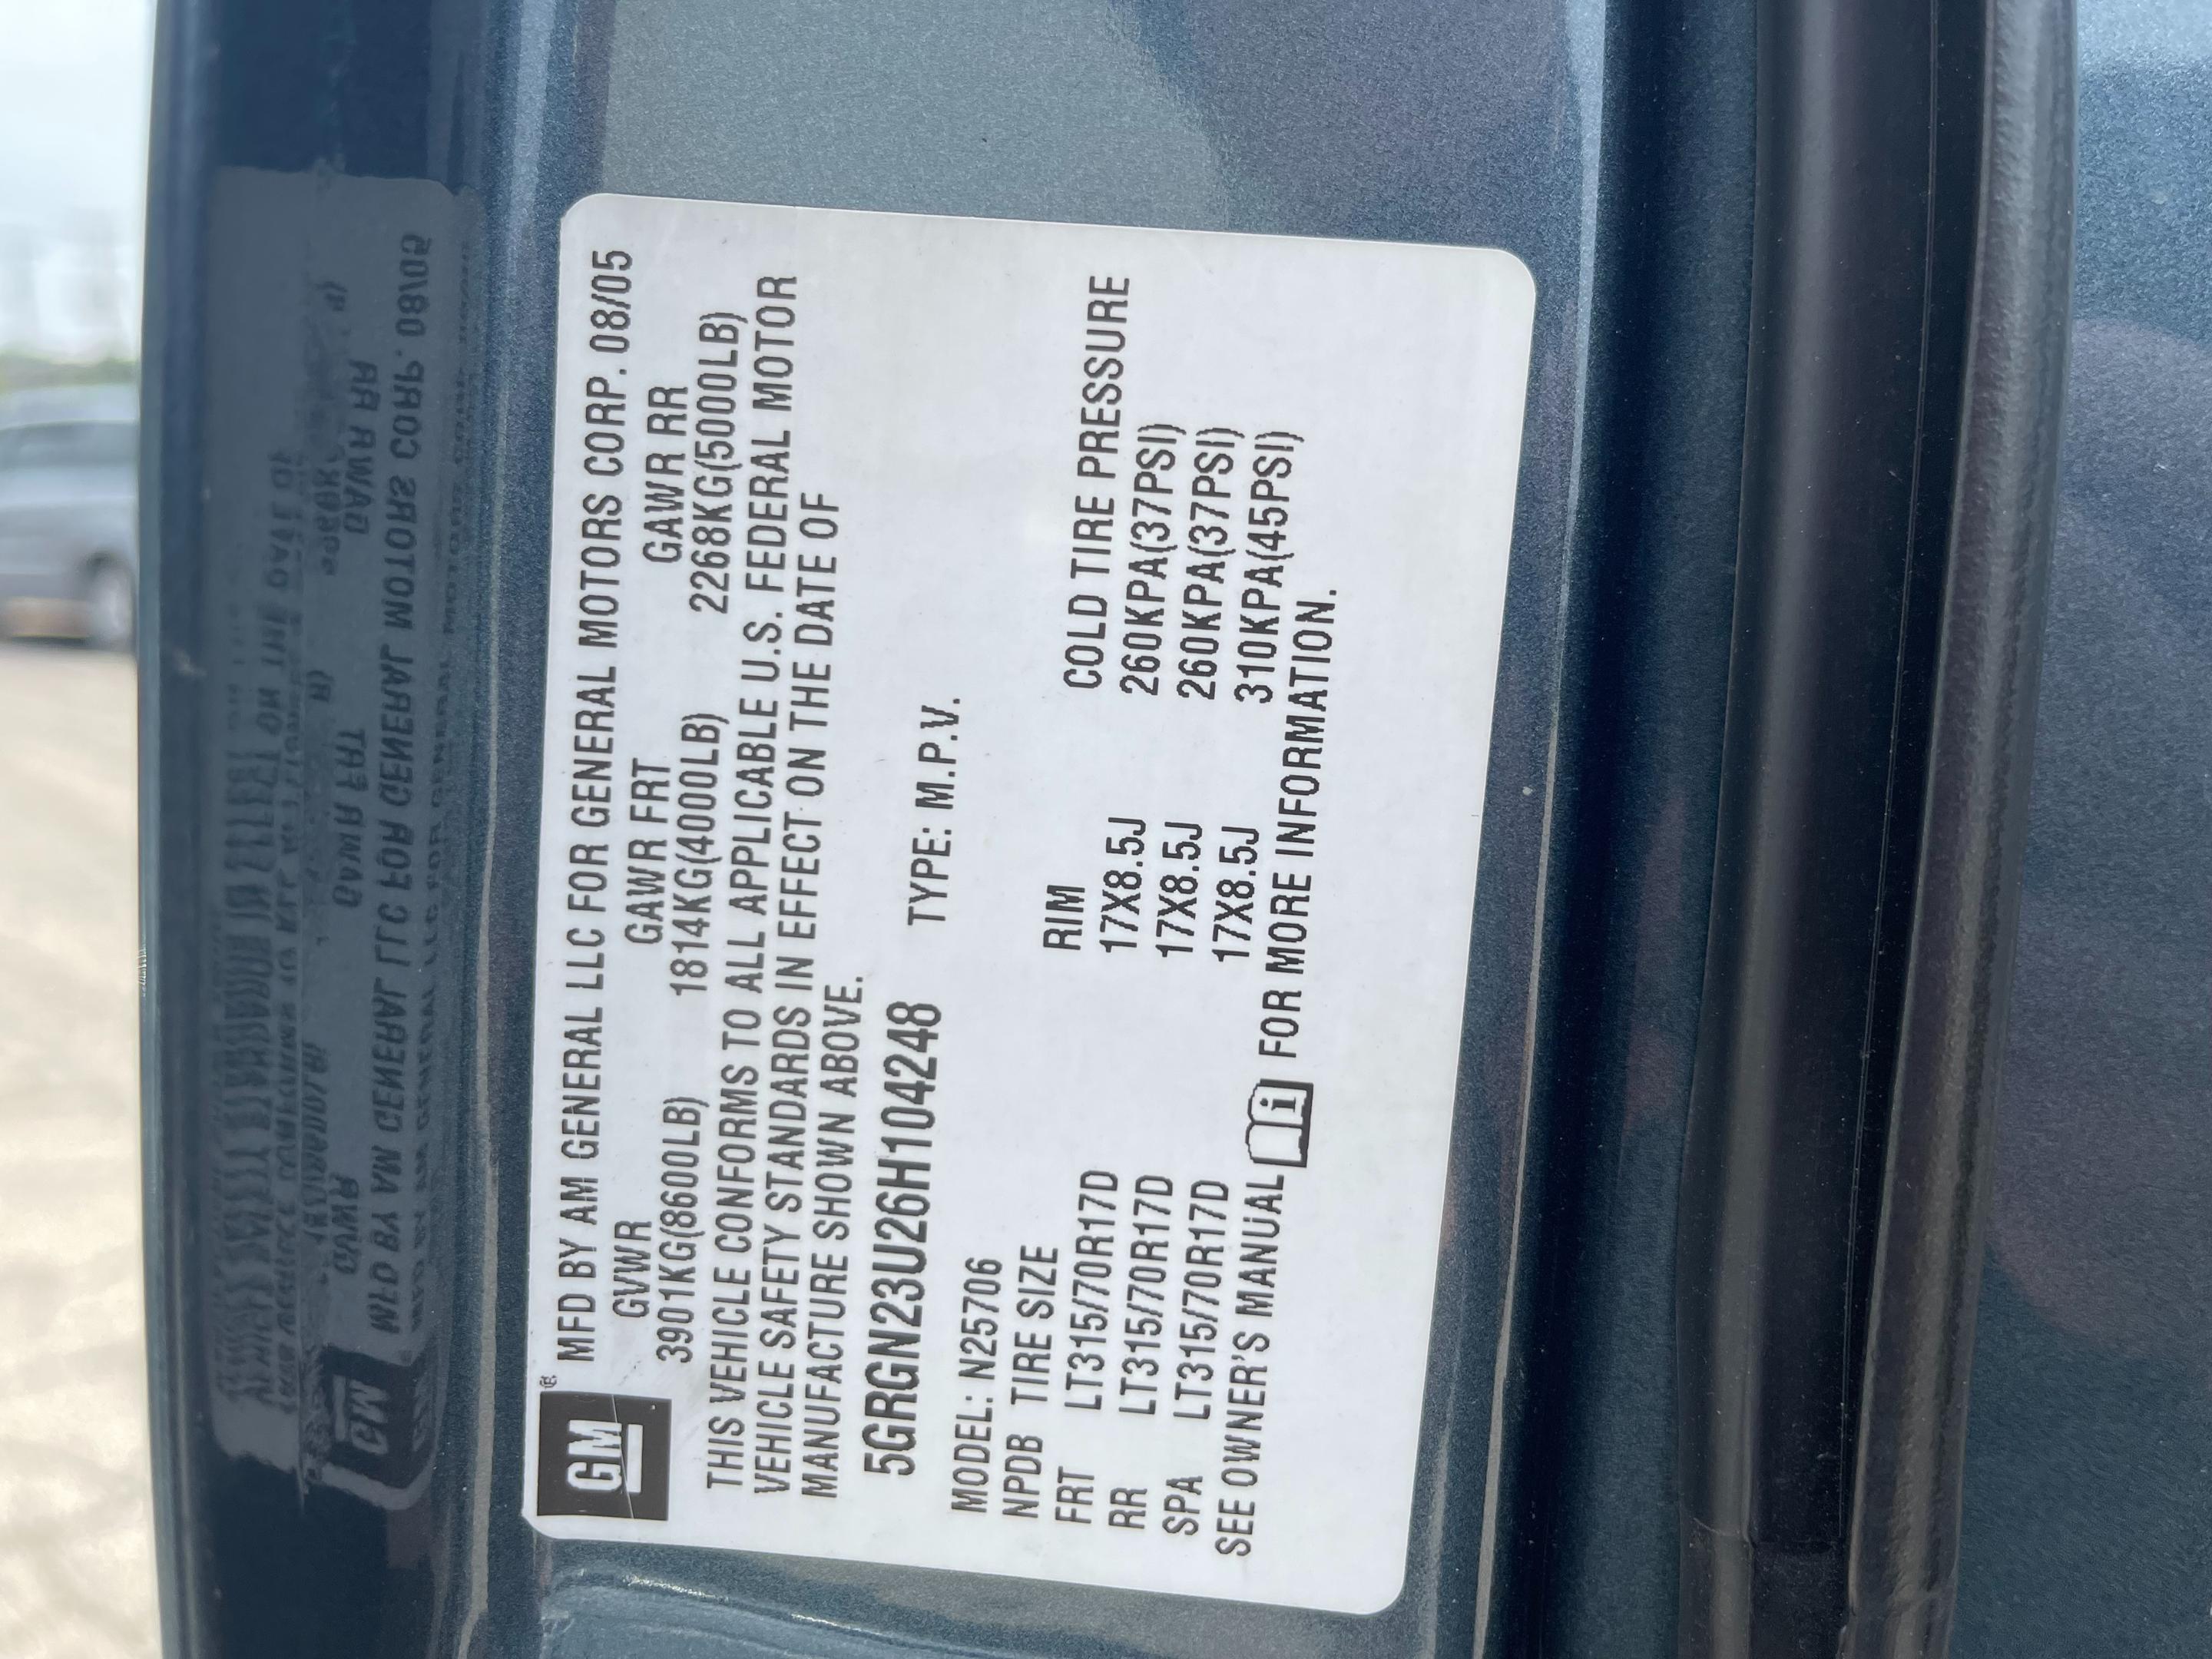 GM®
MFD BY AM GENERAL LLC FOR GENERAL MOTORS CORP. 08/05
GVWR GAWR FRT GAWR RR
3901KG(8600LB) 1814KG(4000LB) 2268KG(5000LB)
THIS VEHICLE CONFORMS TO ALL APPLICABLE U.S. FEDERAL MOTOR
VEHICLE SAFETY STANDARDS IN EFFECT ON THE DATE OF
MANUFACTURE SHOWN ABOVE.
5GRGN23U26H104248 TYPE: M.P.V.
MODEL: N25706
NPDB TIRE SIZE RIM COLD TIRE PRESSURE
FRT LT315/70R17D 17X8.5J 260KPA(37PSI)
RR LT315/70R17D 17X8.5J 260KPA(37PSI)
SPA LT315/70R17D 17X8.5J 310KPA(45PSI)
SEE OWNER'S MANUAL i FOR MORE INFORMATION.